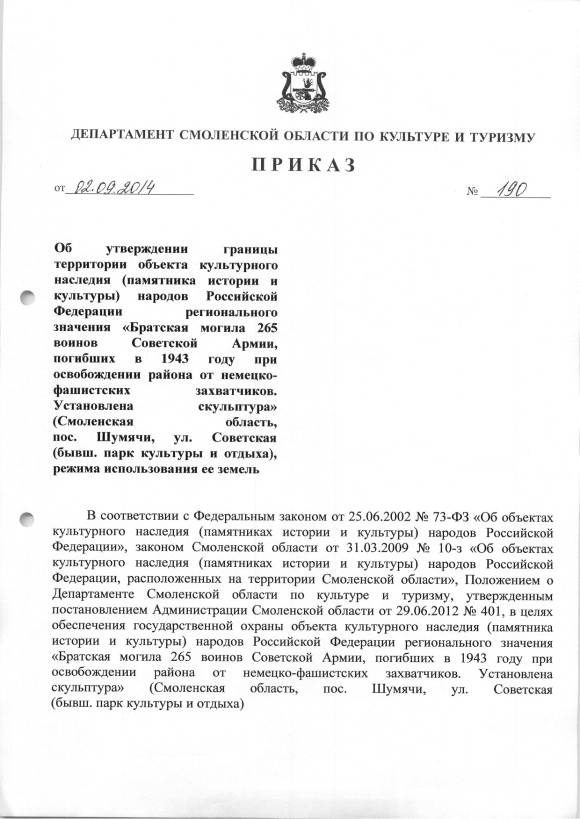 ДЕПАРТАМЕНТ СМОЛЕНСКОЙ ОБЛАСТИ ПО КУЛЬТУРЕ И ТУРИЗМУ
ПРИКАЗ
от 02.09.2014 № 190
Об утверждении границы
территории объекта культурного
наследия (памятника истории и
культуры) народов Российской
Федерации регионального
значения «Братская могила 265
воинов Советской Армии,
погибших в 1943 году при
освобождении района от немецко-
фашистских захватчиков.
Установлена скульптура»
(Смоленская область,
пос. Шумячи, ул. Советская
(бывш. парк культуры и отдыха),
режима использования ее земель
В соответствии с Федеральным законом от 25.06.2002 № 73-ФЗ «Об объектах
культурного наследия (памятниках истории и культуры) народов Российской
Федерации», законом Смоленской области от 31.03.2009 № 10-з «Об объектах
культурного наследия (памятниках истории и культуры) народов Российской
Федерации, расположенных на территории Смоленской области», Положением о
Департаменте Смоленской области по культуре и туризму, утвержденным
постановлением Администрации Смоленской области от 29.06.2012 № 401, в целях
обеспечения государственной охраны объекта культурного наследия (памятника
истории и культуры) народов Российской Федерации регионального значения
«Братская могила 265 воинов Советской Армии, погибших в 1943 году при
освобождении района от немецко-фашистских захватчиков. Установлена
скульптура» (Смоленская область, пос. Шумячи, ул. Советская
(бывш. парк культуры и отдыха)